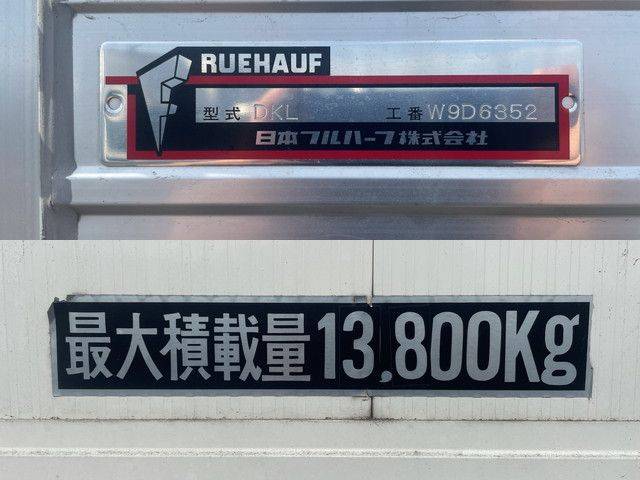 FRUEHAUF
型式 DKL 工番 W9D6352
日本フルハーフ株式会社
最大積載量13,800Kg